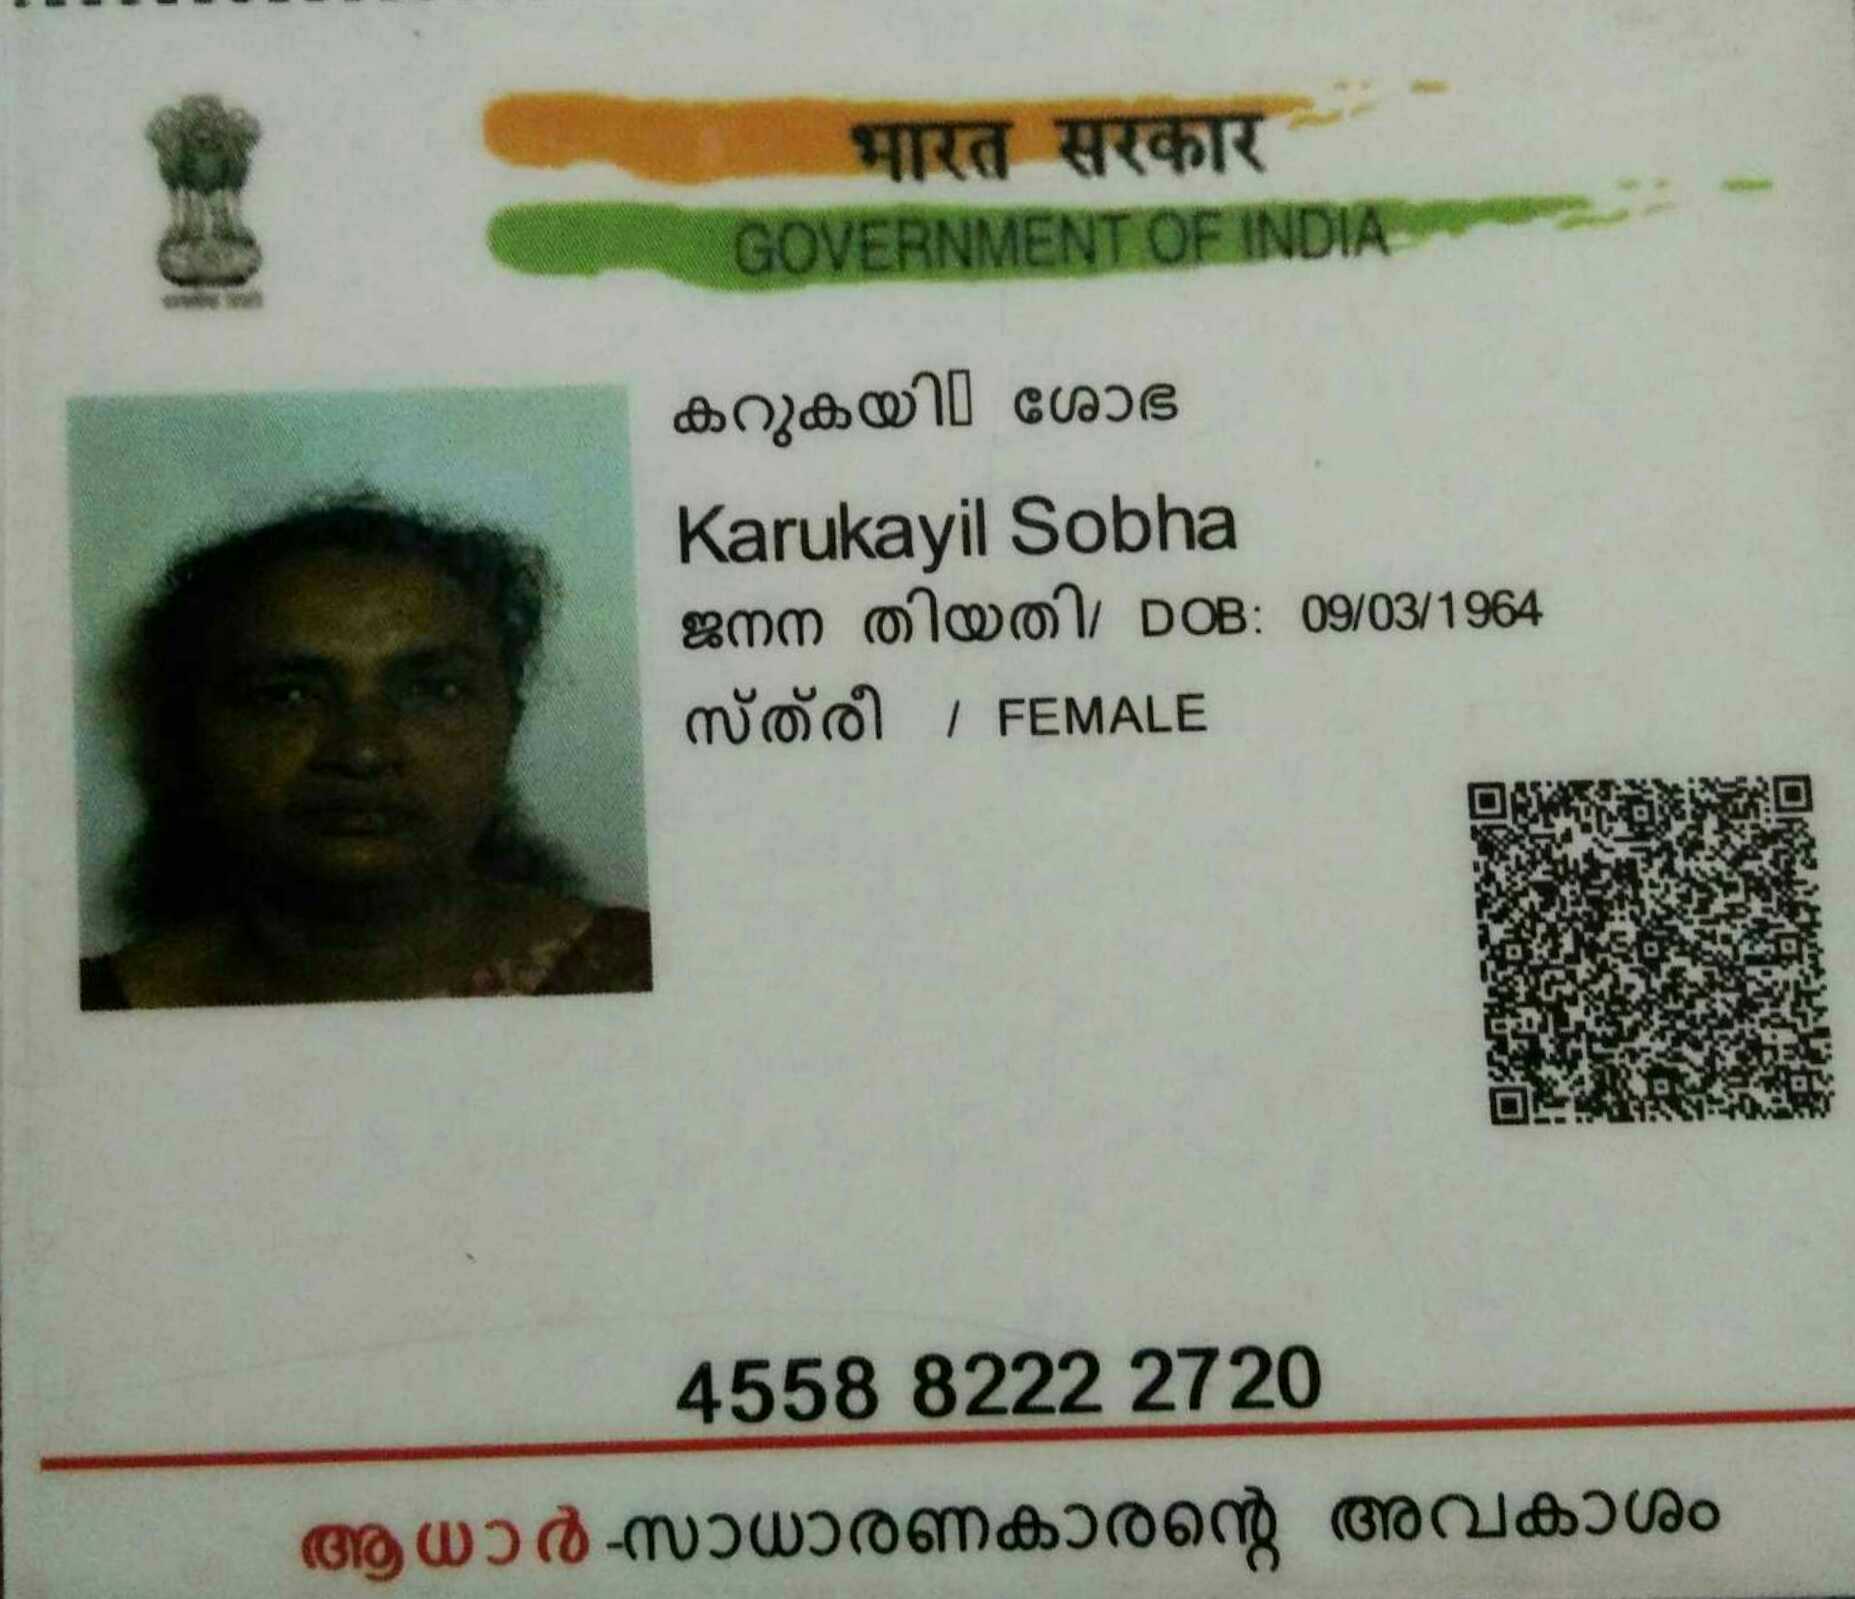 भारत सरकार
GOVERNMENT OF INDIA
കറുകയി▯ ശോഭ
Karukayil Sobha
ജനന തിയതി/ DOB: 09/03/1964
സ്ത്രീ / FEMALE
4558 8222 2720
ആധാർ-സാധാരണകാരന്റെ അവകാശം